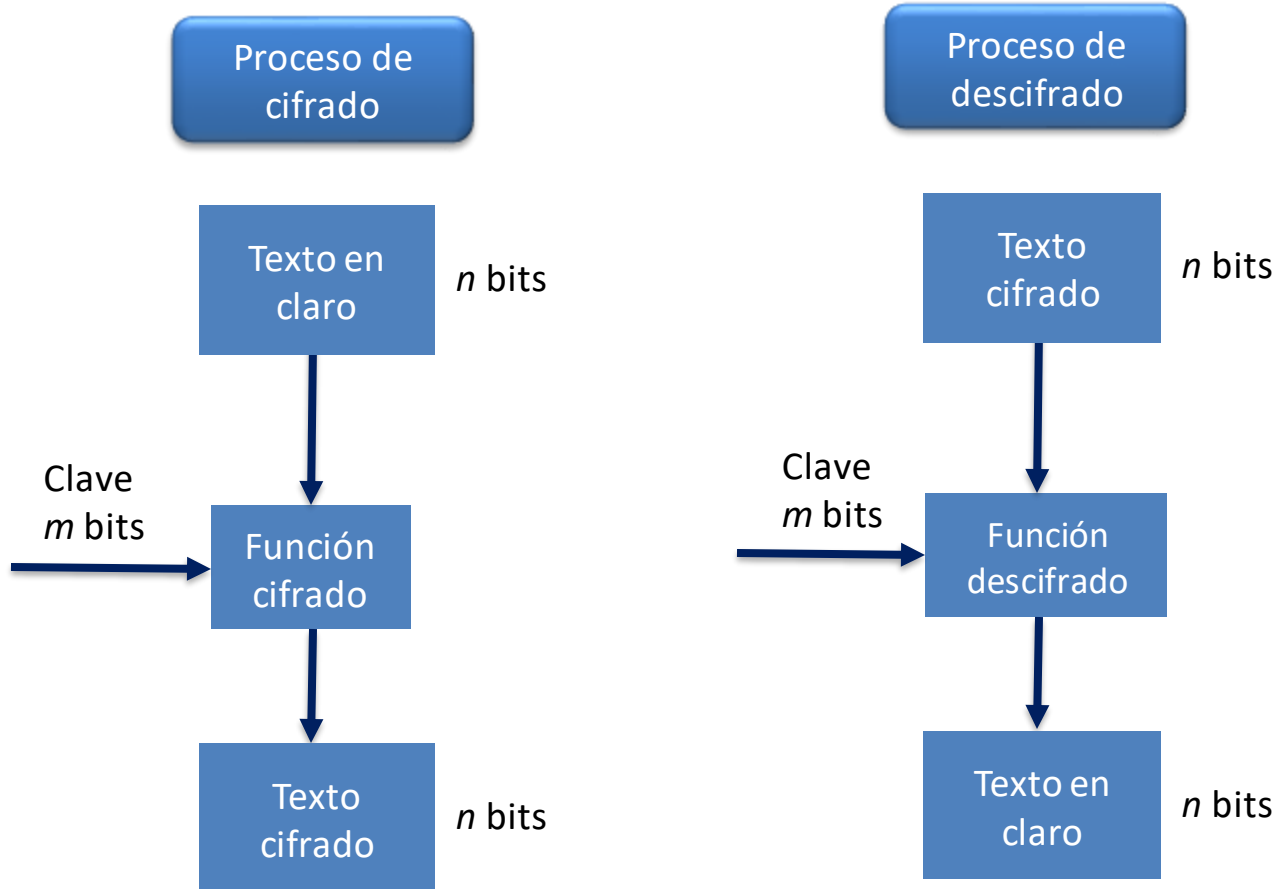 Proceso de
cifrado
Texto en
claro
n bits
Clave
m bits
Función
cifrado
Texto
cifrado
n bits
Proceso de
descifrado
Texto
cifrado
n bits
Clave
m bits
Función
descifrado
Texto en
claro
n bits